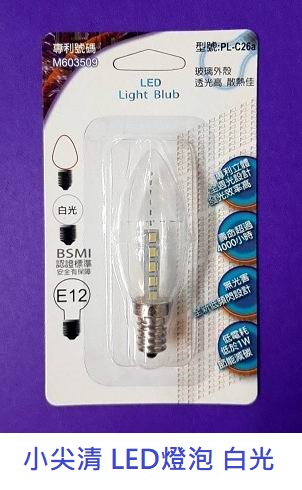 專利號碼
M603509
型號:PL-C26a
LED
Light Blub
玻璃外殼
透光高 散熱佳
白光
BSMI
認證標準
安全有保障
E12
專利立體
全週光設計
發光效率高
壽命超過
4000小時
無光害
全新低頻閃設計
低電耗
低於1W
節能減碳
小尖清 LED燈泡 白光